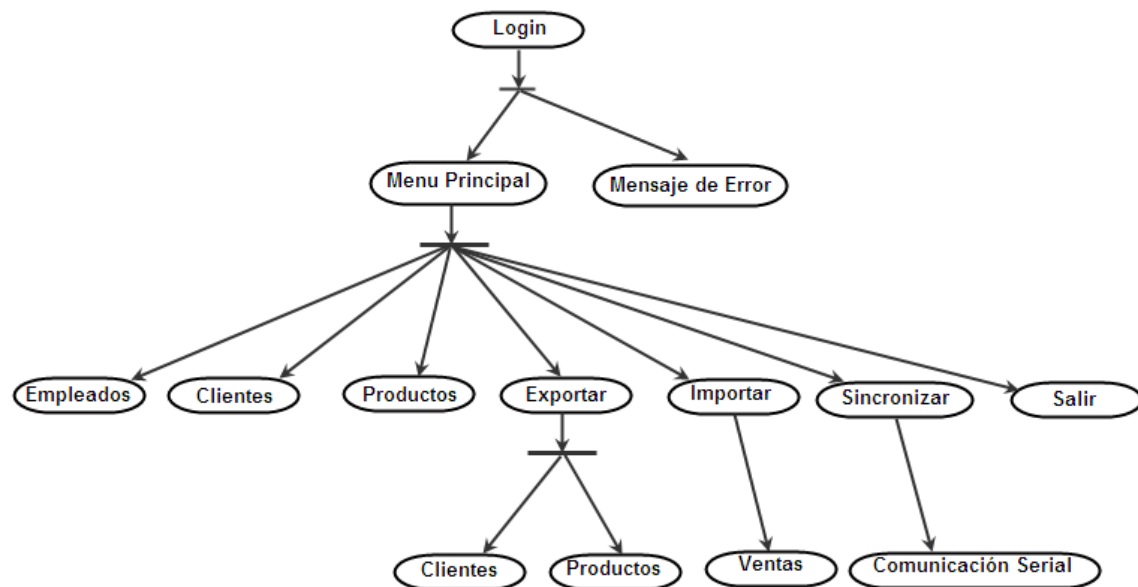 Login
Menu Principal
Mensaje de Error
Empleados
Clientes
Productos
Exportar
Importar
Sincronizar
Salir
Clientes
Productos
Ventas
Comunicación Serial